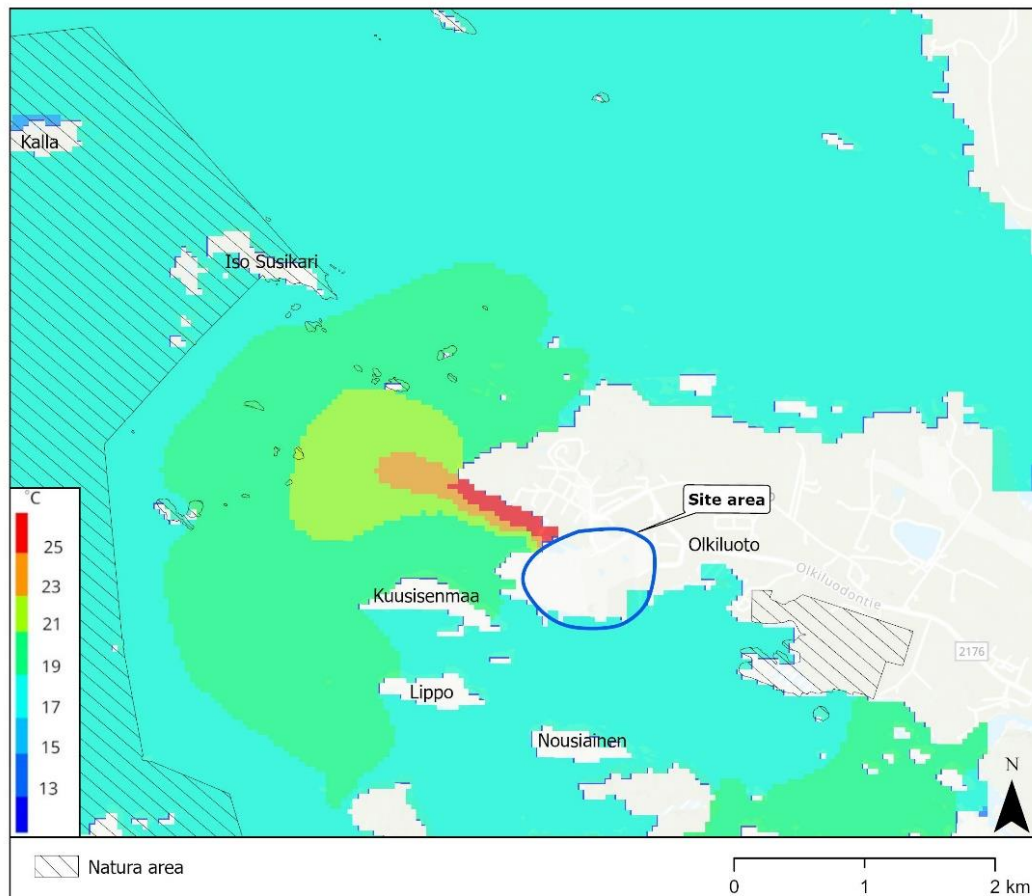 Kalla
Iso Susikari
Site area
Olkiluoto
Kuusisenmaa
Olkiluodontie
2176
Lippo
Nousiainen
°C
25
23
21
19
17
15
13
N
Natura area
0 1 2 km